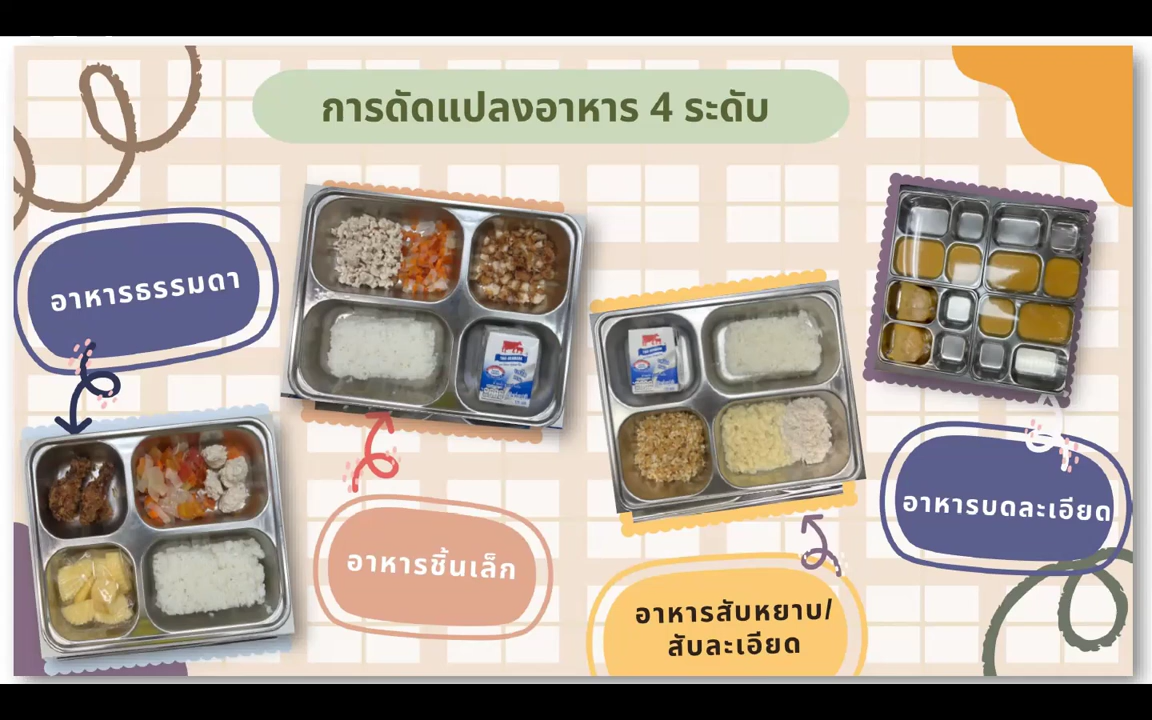 การดัดแปลงอาหาร 4 ระดับ
อาหารธรรมดา
อาหารชิ้นเล็ก
อาหารสับหยาบ/
สับละเอียด
อาหารบดละเอียด